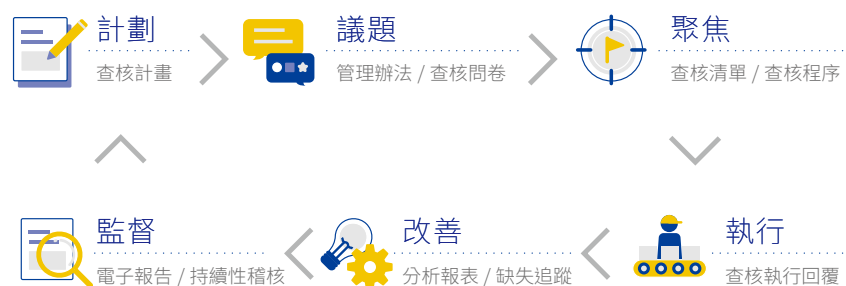 計劃
查核計畫
議題
管理辦法 / 查核問卷
聚焦
查核清單 / 查核程序
監督
電子報告 / 持續性稽核
改善
分析報表 / 缺失追蹤
執行
查核執行回覆